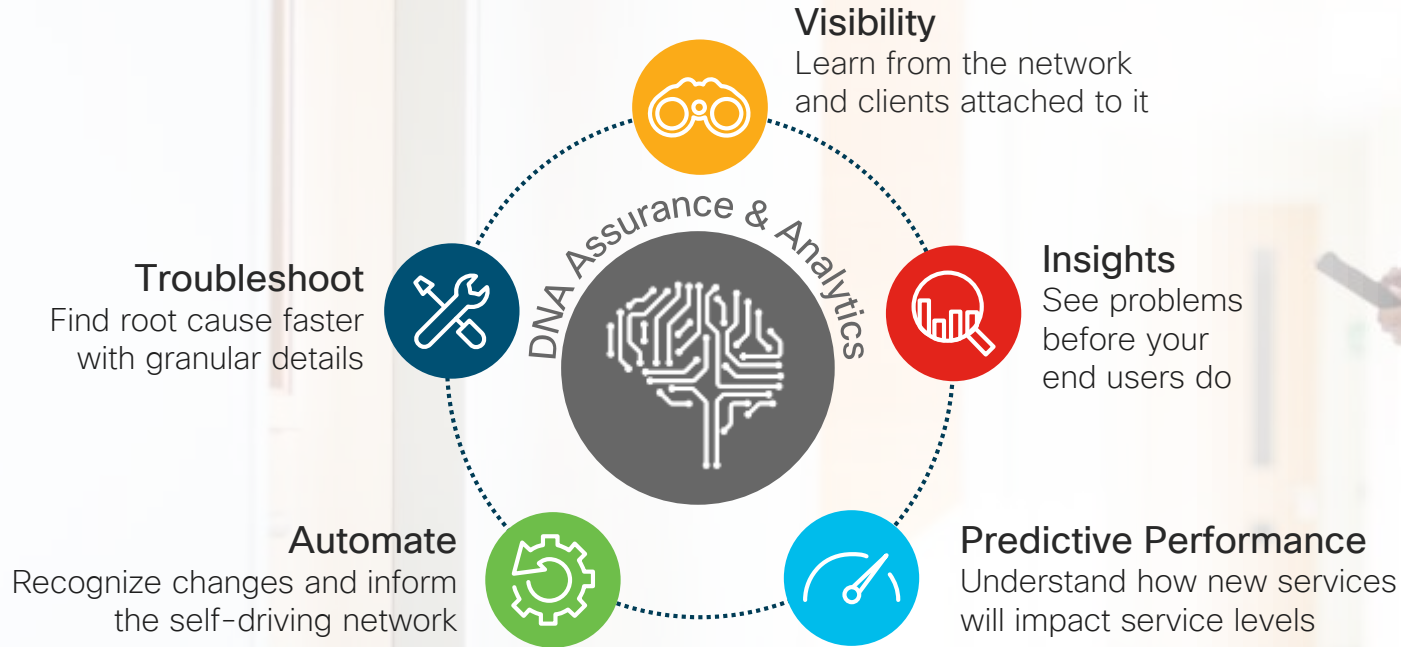 Visibility
Learn from the network
and clients attached to it
DNA Assurance & Analytics
Insights
See problems
before your
end users do
Predictive Performance
Understand how new services
will impact service levels
Automate
Recognize changes and inform
the self-driving network
Troubleshoot
Find root cause faster
with granular details